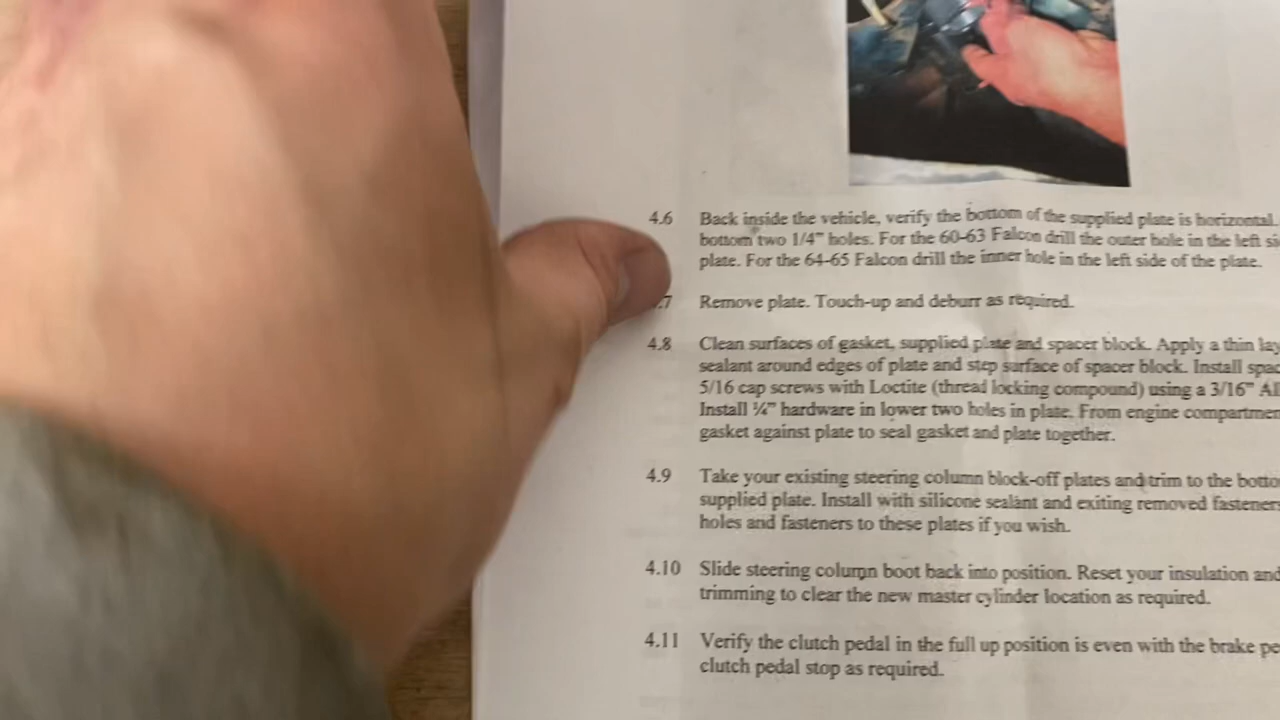 4.6 Back inside the vehicle, verify the bottom of the supplied plate is horizontal.
bottom two 1/4" holes. For the 60-63 Falcon drill the outer hole in the left
plate. For the 64-65 Falcon drill the inner hole in the left side of the plate.
.7 Remove plate. Touch-up and deburr as required.
4.8 Clean surfaces of gasket, supplied plate and spacer block. Apply a thin
sealant around edges of plate and step surface of spacer block. Install
5/16 cap screws with Loctite (thread locking compound) using a 3/16"
Install ¼" hardware in lower two holes in plate. From engine
gasket against plate to seal gasket and plate together.
4.9 Take your existing steering column block-off plates and trim to the
supplied plate. Install with silicone sealant and exiting removed fasteners
holes and fasteners to these plates if you wish.
4.10 Slide steering column boot back into position. Reset your insulation and
trimming to clear the new master cylinder location as required.
4.11 Verify the clutch pedal in the full up position is even with the brake
clutch pedal stop as required.